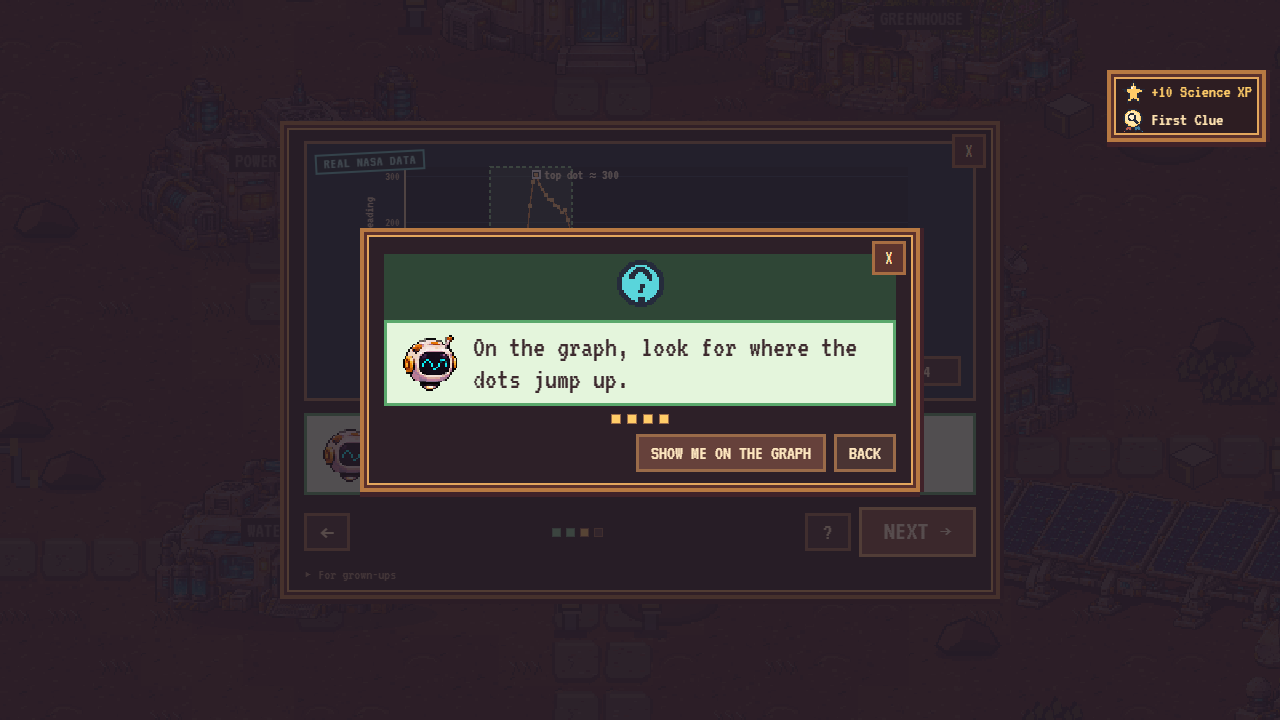 GREENHOUSE
+10 Science XP
First Clue
POWER
REAL NASA DATA
X
300
top dot = 300
200
X
On the graph, look for where the
dots jump up.
4
SHOW ME ON THE GRAPH
BACK
←
?
NEXT →
For grown-ups